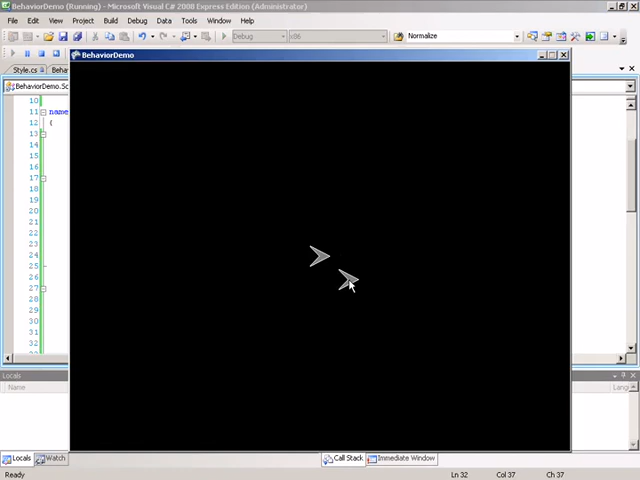 BehaviorDemo (Running) - Microsoft Visual C# 2008 Express Edition (Administrator)
File Edit View Project Build Debug Data Tools Window Help
Debug x86 Normalize
Style.cs Behav
BehaviorDemo
BehaviorDemo.Sc
10
11 name
12 {
13
14
15
16
17
18
19
20
21
22
23
24
25
26
27
28
29
30
31
32
Locals
Name Lang
Locals Watch Call Stack Immediate Window
Ready Ln 32 Col 37 Ch 37